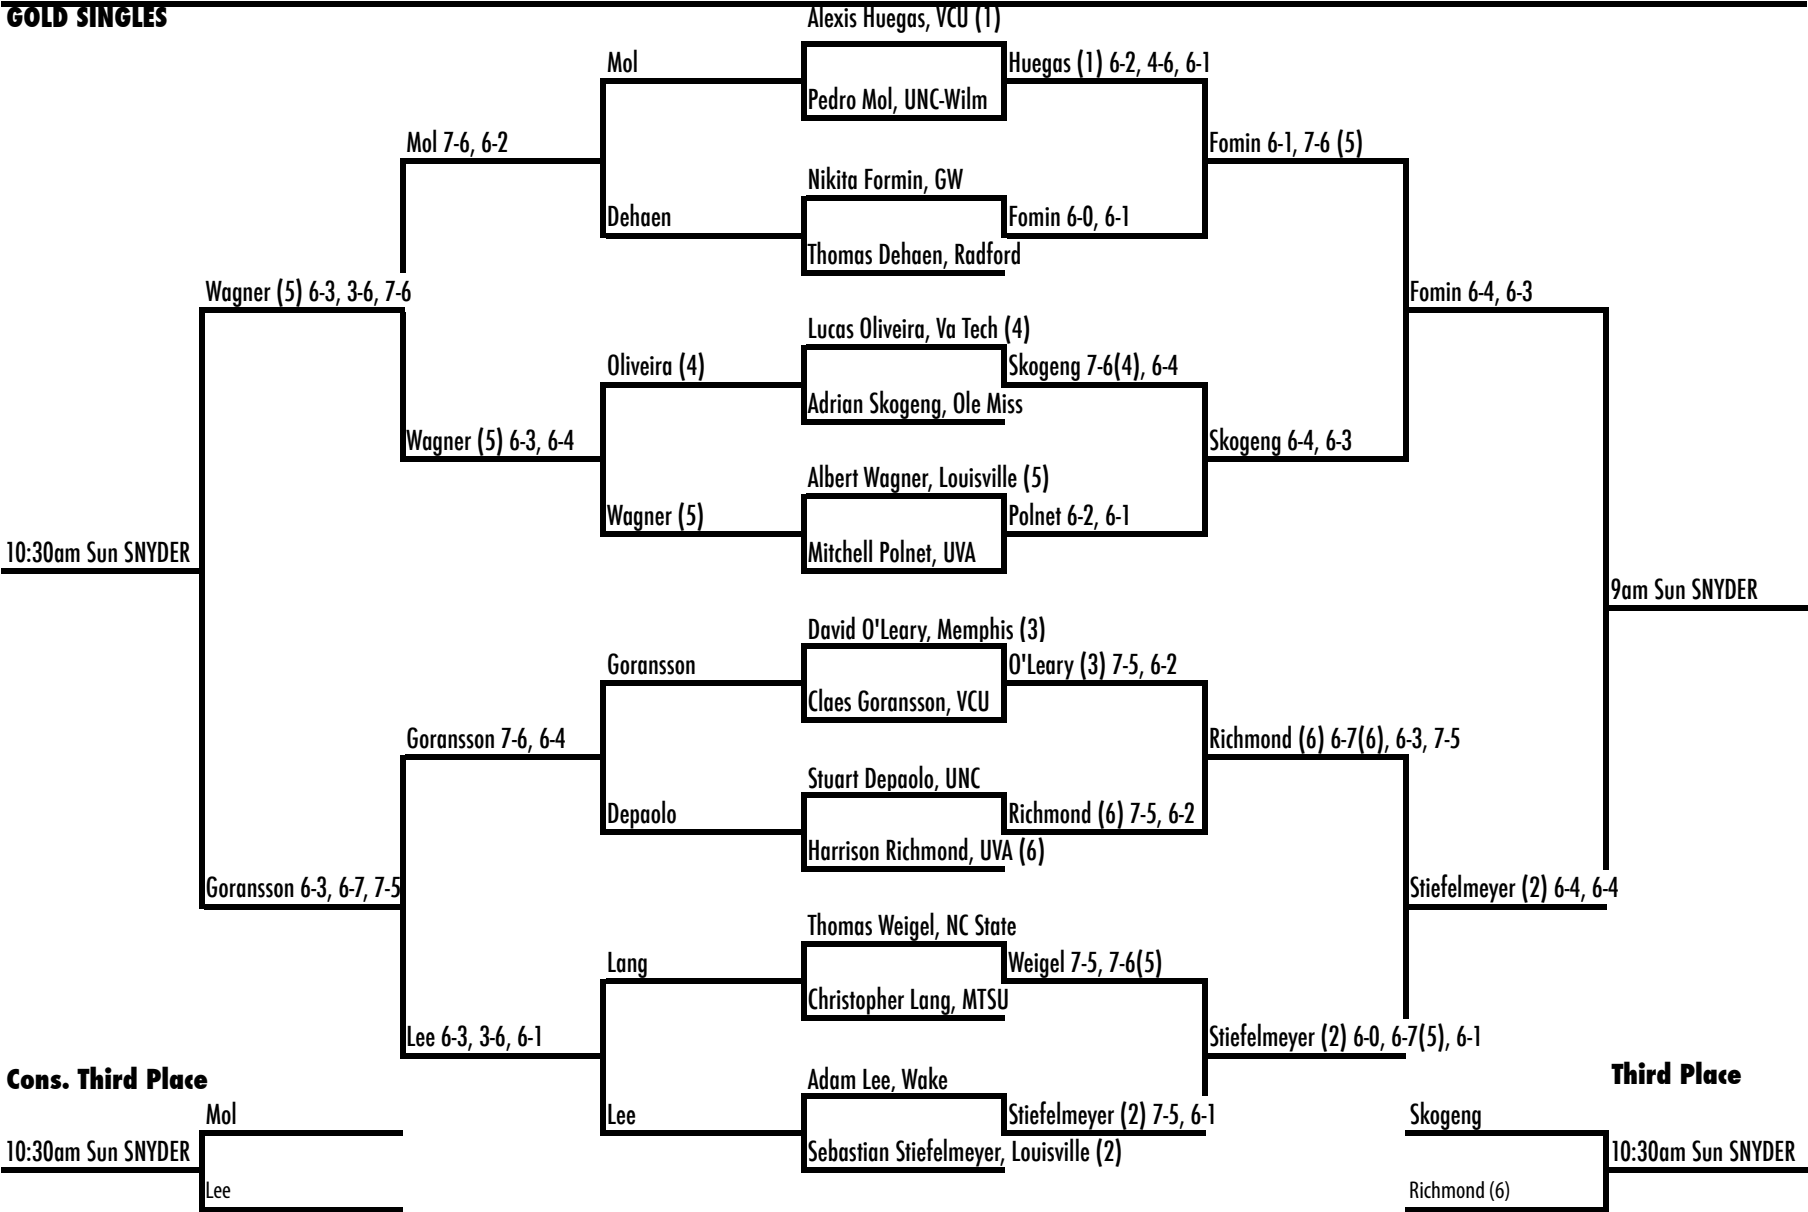 GOLD SINGLES
Alexis Huegas, VCU (1)
Mol
Huegas (1) 6-2, 4-6, 6-1
Pedro Mol, UNC-Wilm
Mol 7-6, 6-2
Fomin 6-1, 7-6 (5)
Nikita Formin, GW
Dehaen
Fomin 6-0, 6-1
Thomas Dehaen, Radford
Wagner (5) 6-3, 3-6, 7-6
Fomin 6-4, 6-3
Lucas Oliveira, Va Tech (4)
Oliveira (4)
Skogeng 7-6(4), 6-4
Adrian Skogeng, Ole Miss
Wagner (5) 6-3, 6-4
Skogeng 6-4, 6-3
Albert Wagner, Louisville (5)
Wagner (5)
Polnet 6-2, 6-1
10:30am Sun SNYDER
Mitchell Polnet, UVA
9am Sun SNYDER
David O'Leary, Memphis (3)
Goransson
O'Leary (3) 7-5, 6-2
Claes Goransson, VCU
Goransson 7-6, 6-4
Richmond (6) 6-7(6), 6-3, 7-5
Stuart Depaolo, UNC
Depaolo
Richmond (6) 7-5, 6-2
Harrison Richmond, UVA (6)
Goransson 6-3, 6-7, 7-5
Stiefelmeyer (2) 6-4, 6-4
Thomas Weigel, NC State
Lang
Weigel 7-5, 7-6(5)
Christopher Lang, MTSU
Lee 6-3, 3-6, 6-1
Stiefelmeyer (2) 6-0, 6-7(5), 6-1
Cons. Third Place
Adam Lee, Wake
Third Place
Mol
Lee
Stiefelmeyer (2) 7-5, 6-1
Skogeng
10:30am Sun SNYDER
Sebastian Stiefelmeyer, Louisville (2)
10:30am Sun SNYDER
Lee
Richmond (6)